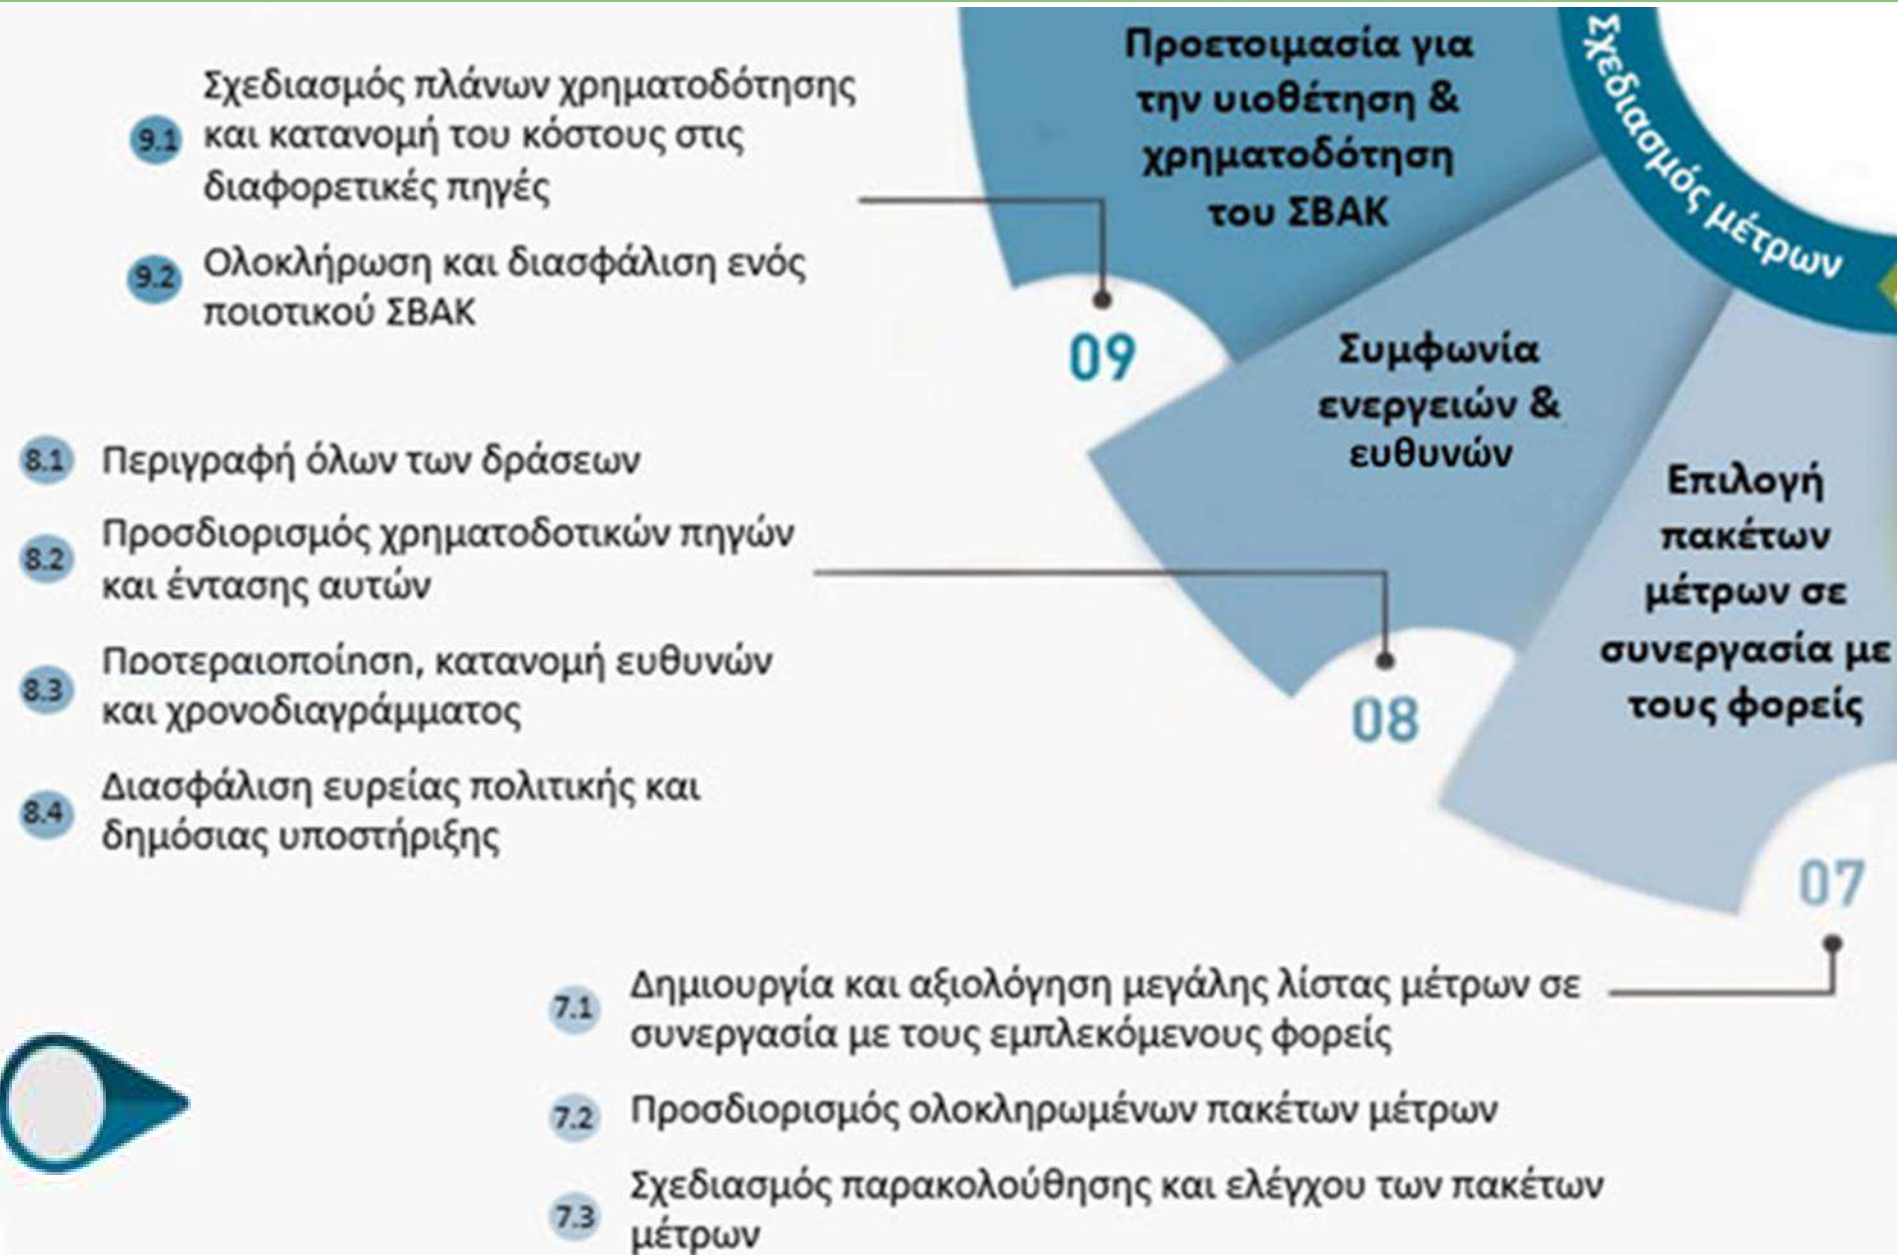 Σχεδιασμός μέτρων
Προετοιμασία για
την υιοθέτηση &
χρηματοδότηση
του ΣΒΑΚ
09
9.1
Σχεδιασμός πλάνων χρηματοδότησης
και κατανομή του κόστους στις
διαφορετικές πηγές
9.2
Ολοκλήρωση και διασφάλιση ενός
ποιοτικού ΣΒΑΚ
Συμφωνία
ενεργειών &
ευθυνών
08
8.1
Περιγραφή όλων των δράσεων
8.2
Προσδιορισμός χρηματοδοτικών πηγών
και έντασης αυτών
8.3
Προτεραιοποίηση, κατανομή ευθυνών
και χρονοδιαγράμματος
8.4
Διασφάλιση ευρείας πολιτικής και
δημόσιας υποστήριξης
Επιλογή
πακέτων
μέτρων σε
συνεργασία με
τους φορείς
07
7.1
Δημιουργία και αξιολόγηση μεγάλης λίστας μέτρων σε
συνεργασία με τους εμπλεκόμενους φορείς
7.2
Προσδιορισμός ολοκληρωμένων πακέτων μέτρων
7.3
Σχεδιασμός παρακολούθησης και ελέγχου των πακέτων
μέτρων